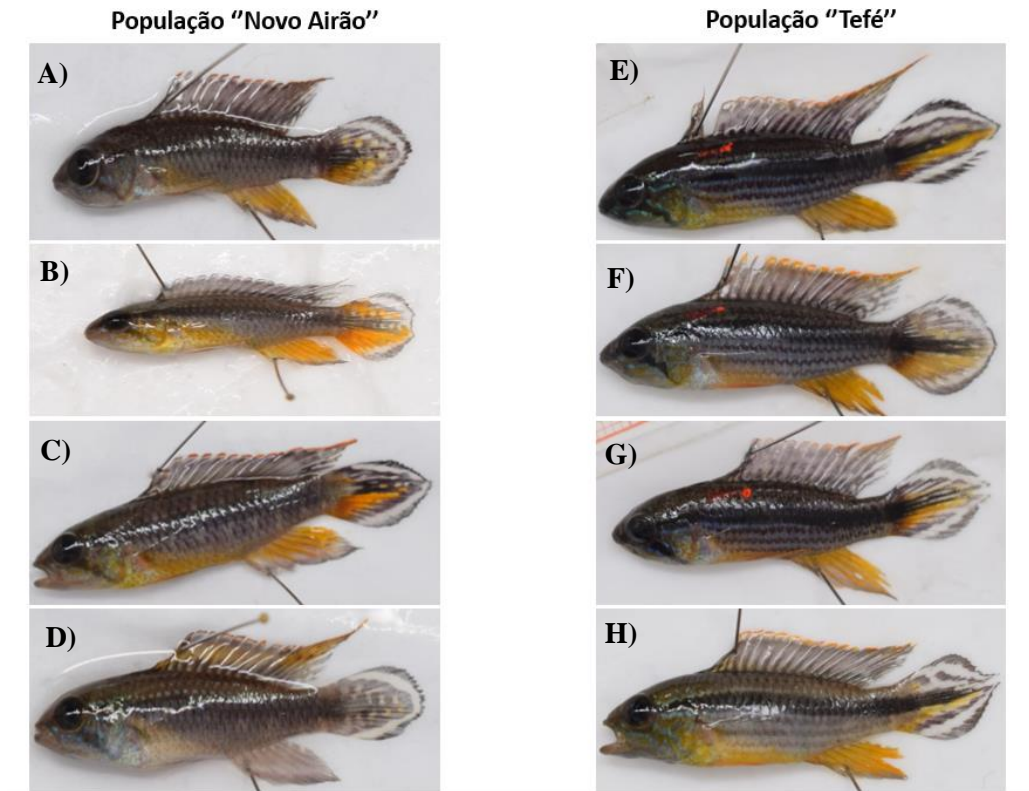 População ‘’Novo Airão’’
População ‘’Tefé’’
A)
E)
B)
F)
C)
G)
D)
H)